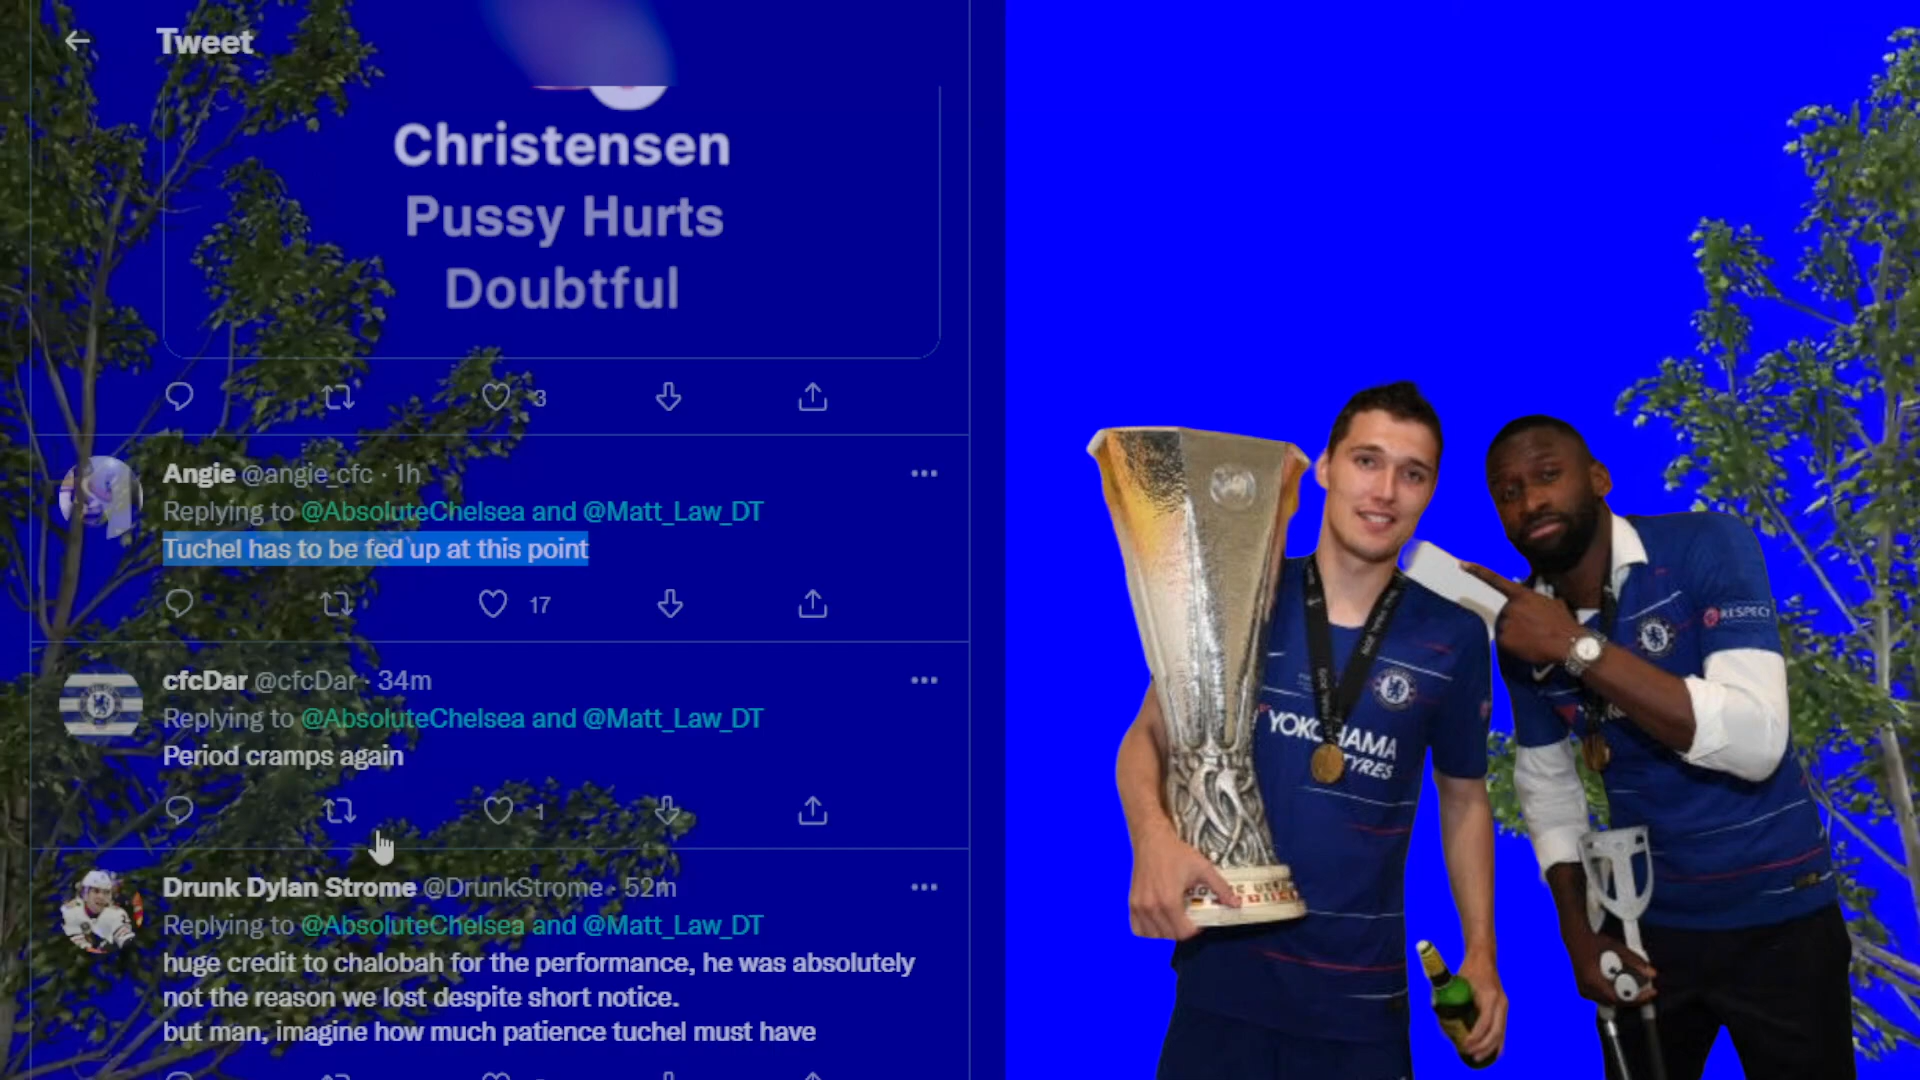 Tweet
Christensen
Pussy Hurts
Doubtful
3
Angie @angie_cfc · 1h
Replying to @AbsoluteChelsea and @Matt_Law_DT
Tuchel has to be fed up at this point
17
cfcDar @cfcDar · 34m
Replying to @AbsoluteChelsea and @Matt_Law_DT
Period cramps again
1
Drunk Dylan Strome @DrunkStrome · 52m
Replying to @AbsoluteChelsea and @Matt_Law_DT
huge credit to chalobah for the performance, he was absolutely
not the reason we lost despite short notice.
but man, imagine how much patience tuchel must have
RESPECT
YOKOHAMA
TYRES